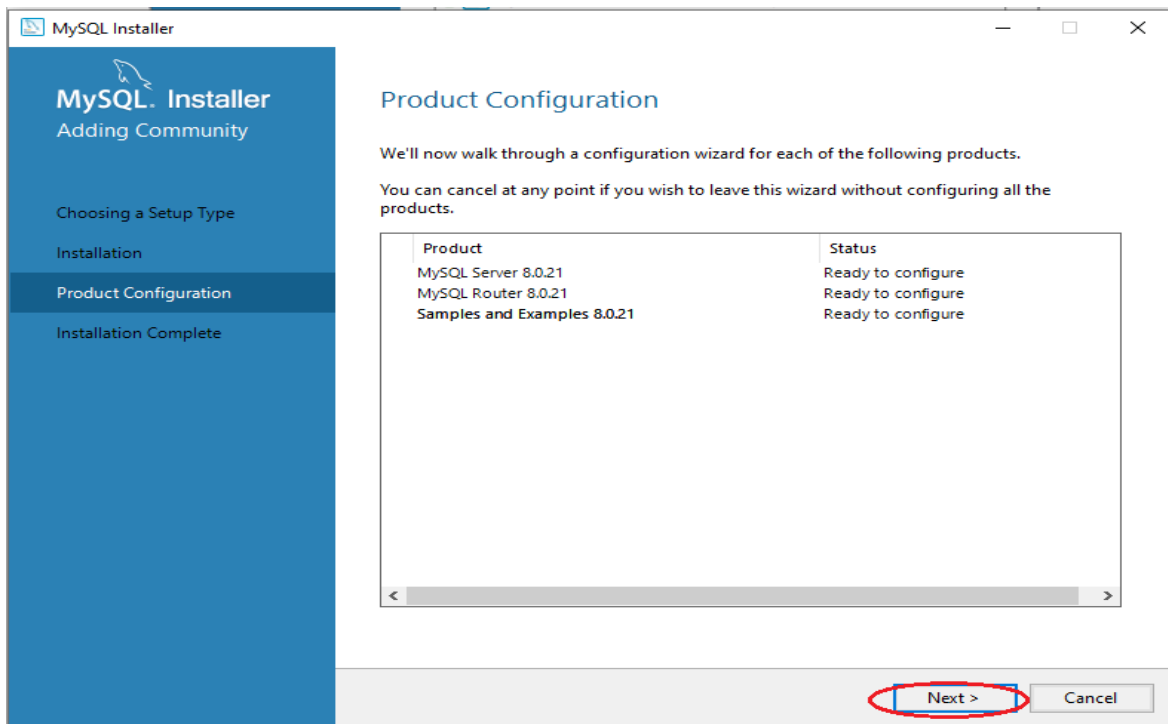 MySQL Installer
MySQL. Installer
Adding Community
Choosing a Setup Type
Installation
Product Configuration
Installation Complete
Product Configuration
We'll now walk through a configuration wizard for each of the following products.
You can cancel at any point if you wish to leave this wizard without configuring all the
products.
Product Status
MySQL Server 8.0.21 Ready to configure
MySQL Router 8.0.21 Ready to configure
Samples and Examples 8.0.21 Ready to configure
Next > Cancel